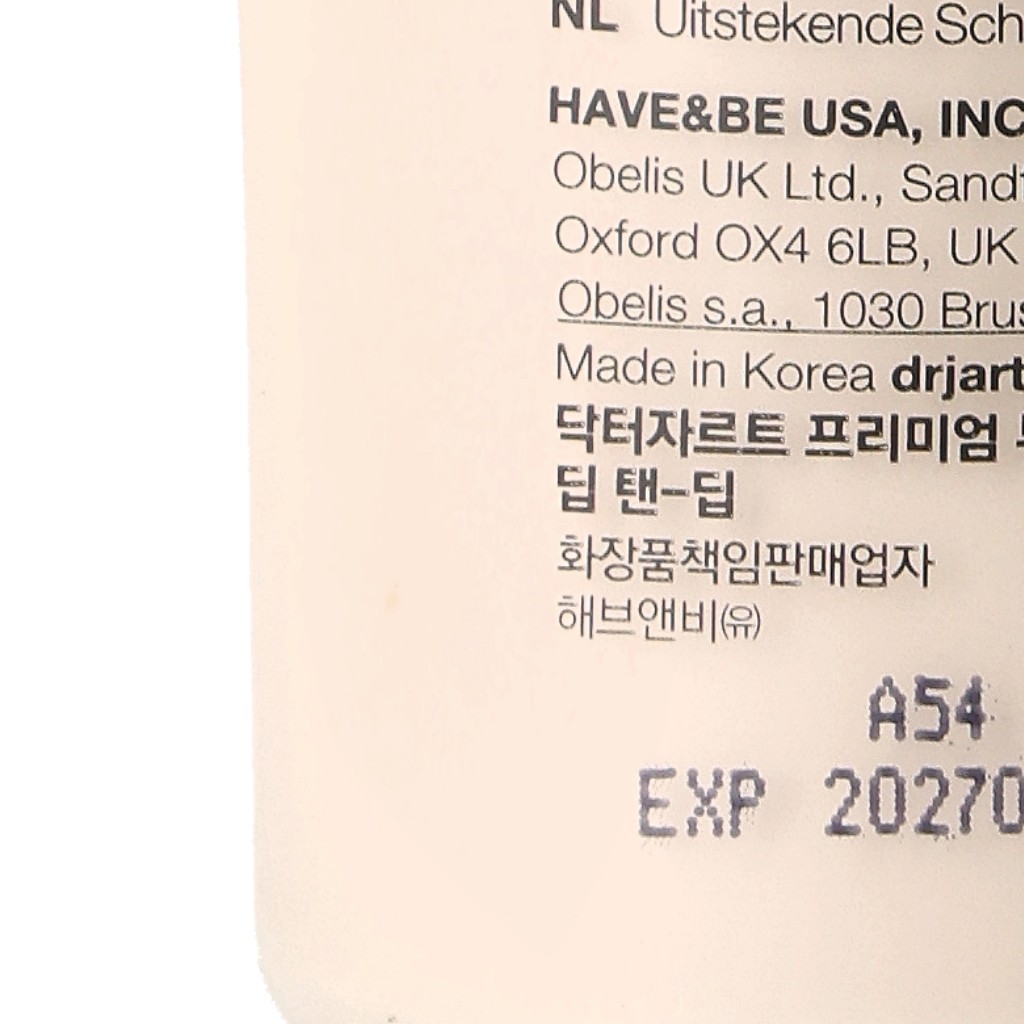 NL Uitstekende Sch
HAVE&BE USA, INC
Obelis UK Ltd., Sandf
Oxford OX4 6LB, UK
Obelis s.a., 1030 Brus
Made in Korea drjart
닥터자르트 프리미엄
딥 탠-딥
화장품책임판매업자
해브앤비㈲
A54
EXP 20270